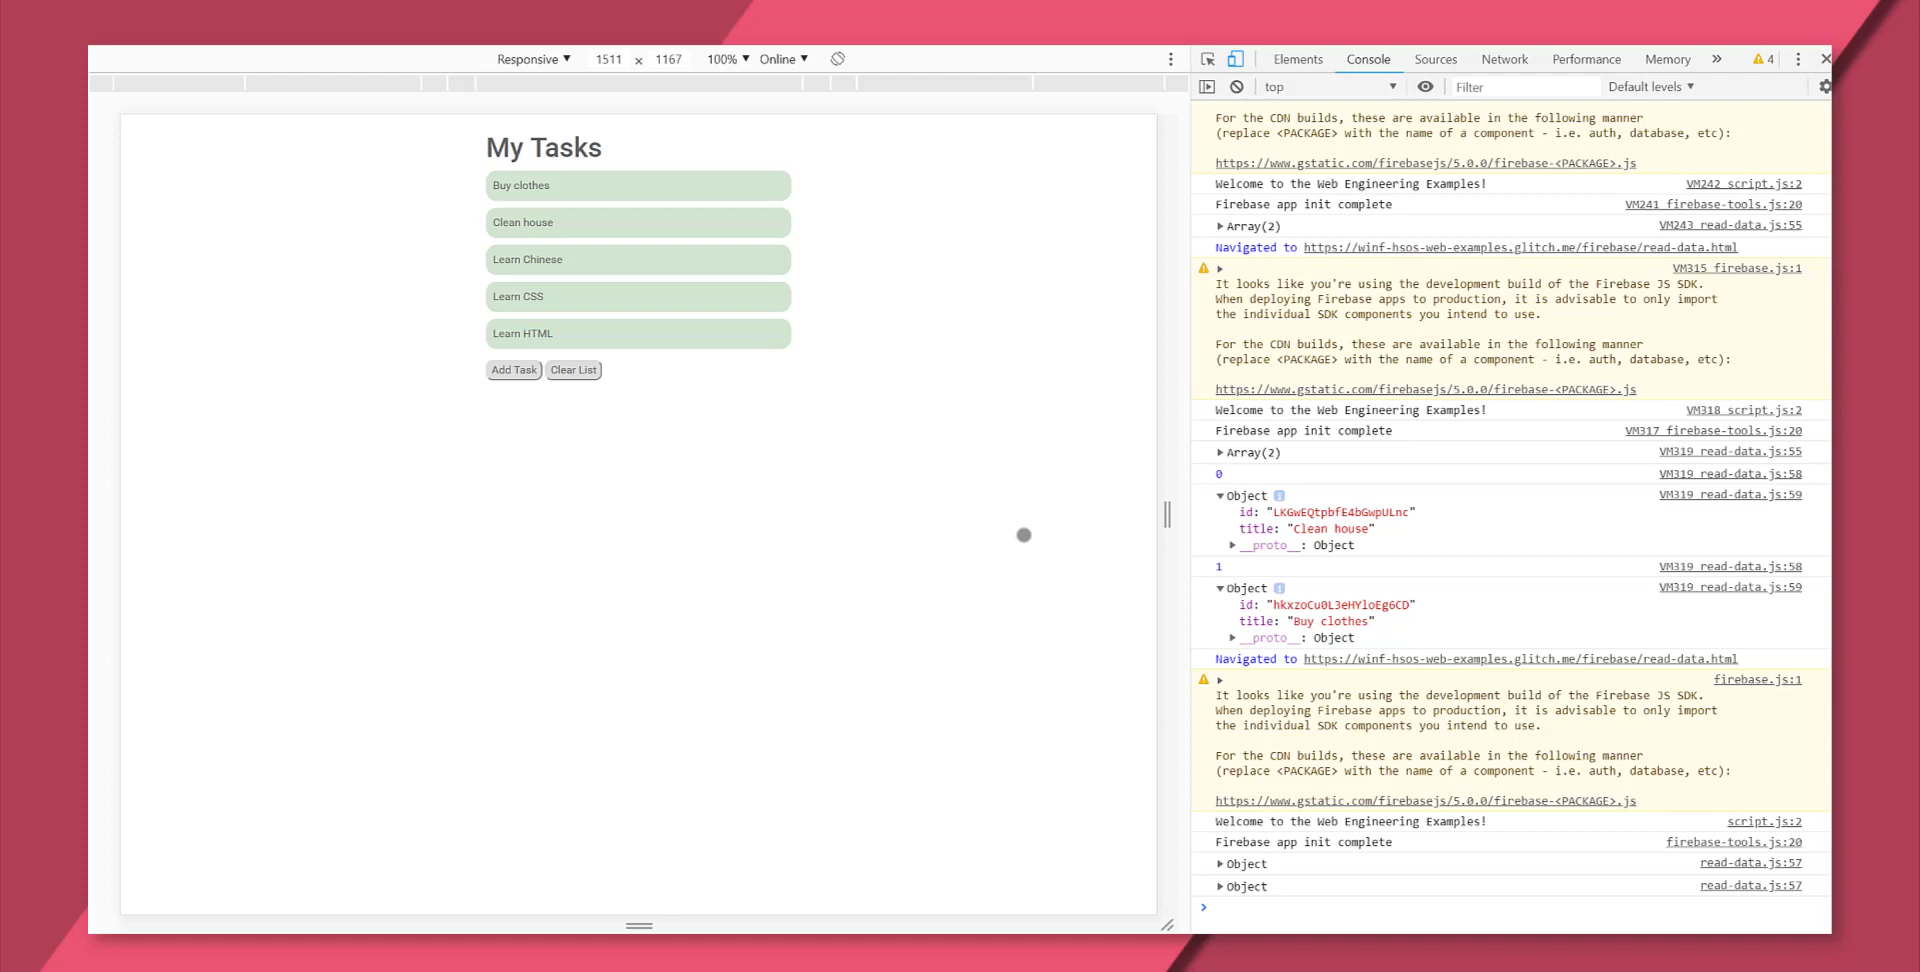 Responsive ▼ 1511 × 1167 100% ▼ Online ▼
My Tasks
Buy clothes
Clean house
Learn Chinese
Learn CSS
Learn HTML
Add Task Clear List
Elements Console Sources Network Performance Memory » 4
top ▼ Filter Default levels ▼
For the CDN builds, these are available in the following manner
(replace <PACKAGE> with the name of a component - i.e. auth, database, etc):
https://www.gstatic.com/firebasejs/5.0.0/firebase-<PACKAGE>.js
Welcome to the Web Engineering Examples! VM242 script.js:2
Firebase app init complete VM241 firebase-tools.js:20
▶Array(2) VM243 read-data.js:55
Navigated to https://winf-hsos-web-examples.glitch.me/firebase/read-data.html
▶ VM315 firebase.js:1
It looks like you're using the development build of the Firebase JS SDK.
When deploying Firebase apps to production, it is advisable to only import
the individual SDK components you intend to use.
For the CDN builds, these are available in the following manner
(replace <PACKAGE> with the name of a component - i.e. auth, database, etc):
https://www.gstatic.com/firebasejs/5.0.0/firebase-<PACKAGE>.js
Welcome to the Web Engineering Examples! VM318 script.js:2
Firebase app init complete VM317 firebase-tools.js:20
▶Array(2) VM319 read-data.js:55
0 VM319 read-data.js:58
▼Object i VM319 read-data.js:59
id: "LKGwEQtpbfE4bGwpULnc"
title: "Clean house"
▶__proto__: Object
1 VM319 read-data.js:58
▼Object i VM319 read-data.js:59
id: "hkxzoCu0L3eHYloEg6CD"
title: "Buy clothes"
▶__proto__: Object
Navigated to https://winf-hsos-web-examples.glitch.me/firebase/read-data.html
▶ firebase.js:1
It looks like you're using the development build of the Firebase JS SDK.
When deploying Firebase apps to production, it is advisable to only import
the individual SDK components you intend to use.
For the CDN builds, these are available in the following manner
(replace <PACKAGE> with the name of a component - i.e. auth, database, etc):
https://www.gstatic.com/firebasejs/5.0.0/firebase-<PACKAGE>.js
Welcome to the Web Engineering Examples! script.js:2
Firebase app init complete firebase-tools.js:20
▶Object read-data.js:57
▶Object read-data.js:57